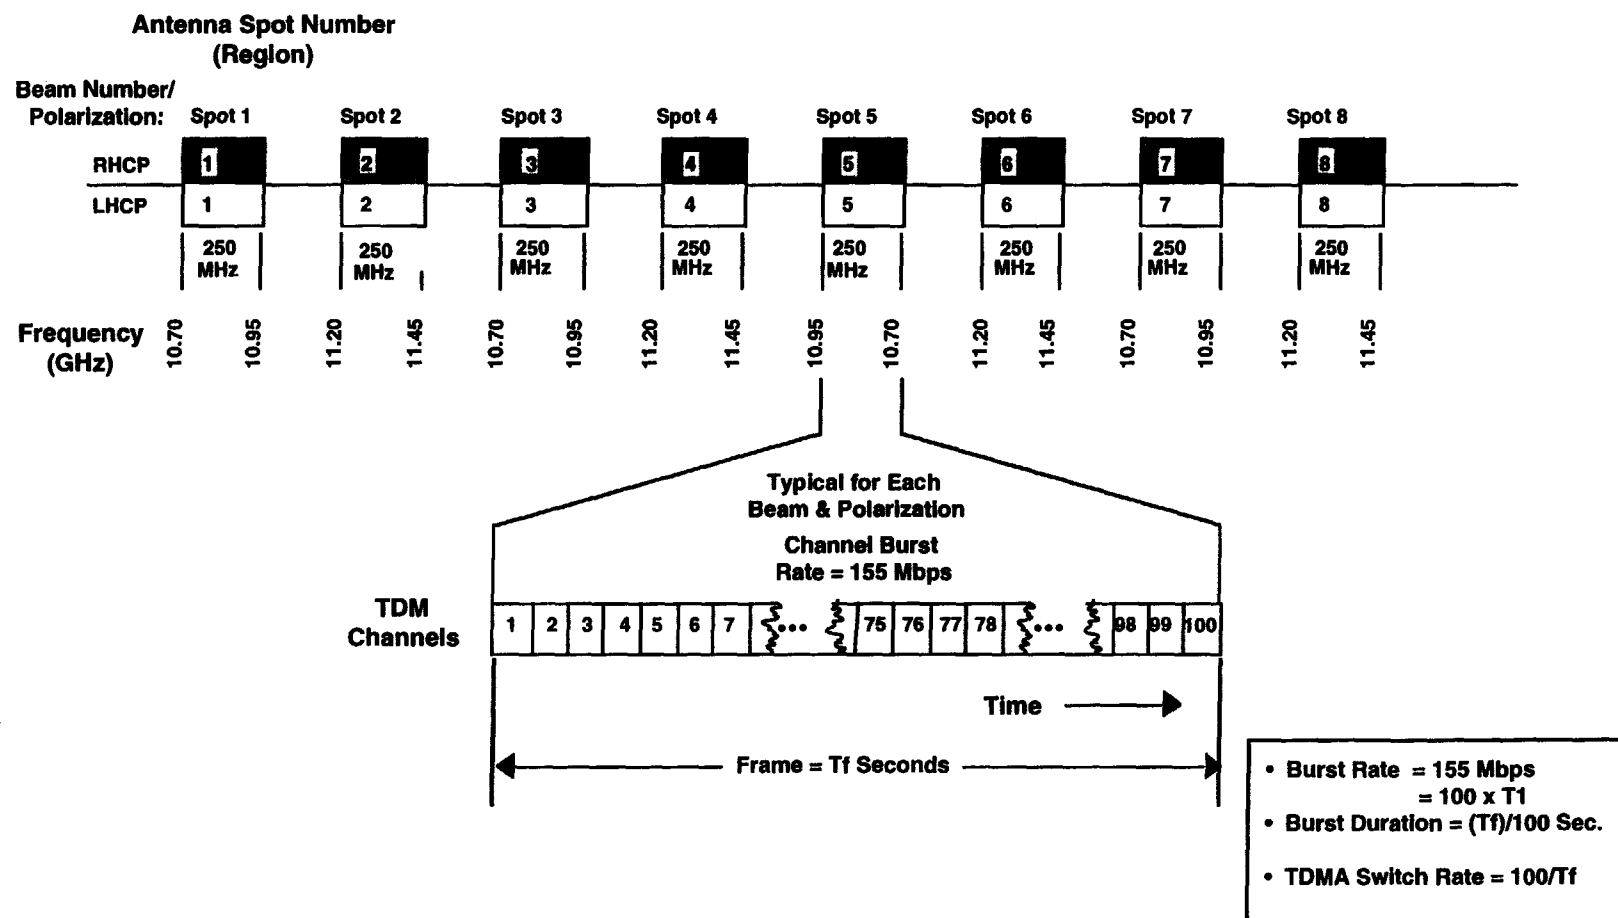 Antenna Spot Number
(Region)
Beam Number/
Polarization:
Spot 1 Spot 2 Spot 3 Spot 4 Spot 5 Spot 6 Spot 7 Spot 8
RHCP 1 2 3 4 5 6 7 8
LHCP 1 2 3 4 5 6 7 8
250 250 250 250 250 250 250 250
MHz MHz MHz MHz MHz MHz MHz MHz
Frequency
(GHz)
10.70 10.95 11.20 11.45 10.70 10.95 11.20 11.45 10.95 10.70 11.20 11.45 10.70 10.95 11.20 11.45
Typical for Each
Beam & Polarization
Channel Burst
Rate = 155 Mbps
TDM
Channels
1 2 3 4 5 6 7 ... 75 76 77 78 ... 98 99 100
Time
Frame = Tf Seconds
• Burst Rate = 155 Mbps
= 100 x T1
• Burst Duration = (Tf)/100 Sec.
• TDMA Switch Rate = 100/Tf